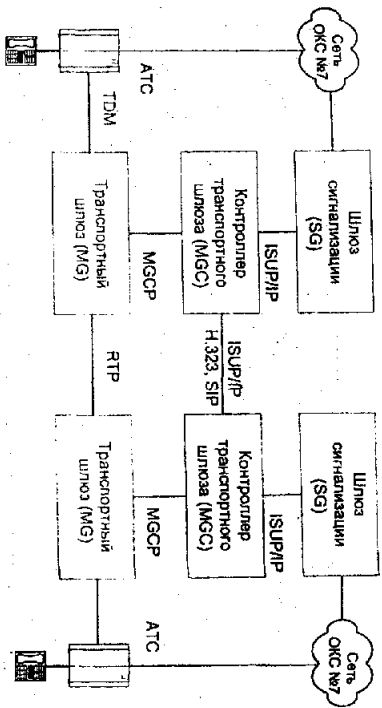 Сеть
ОКС №7
Шлюз
сигнализации
(SG)
Шлюз
сигнализации
(SG)
Сеть
ОКС №7
ISUP/IP
ISUP/IP
Контроллер
транспортного
шлюза (MGC)
ISUP/IP
H.323, SIP
Контроллер
транспортного
шлюза (MGC)
АТС
MGCP
MGCP
АТС
TDM
Транспортный
шлюз (MG)
RTP
Транспортный
шлюз (MG)